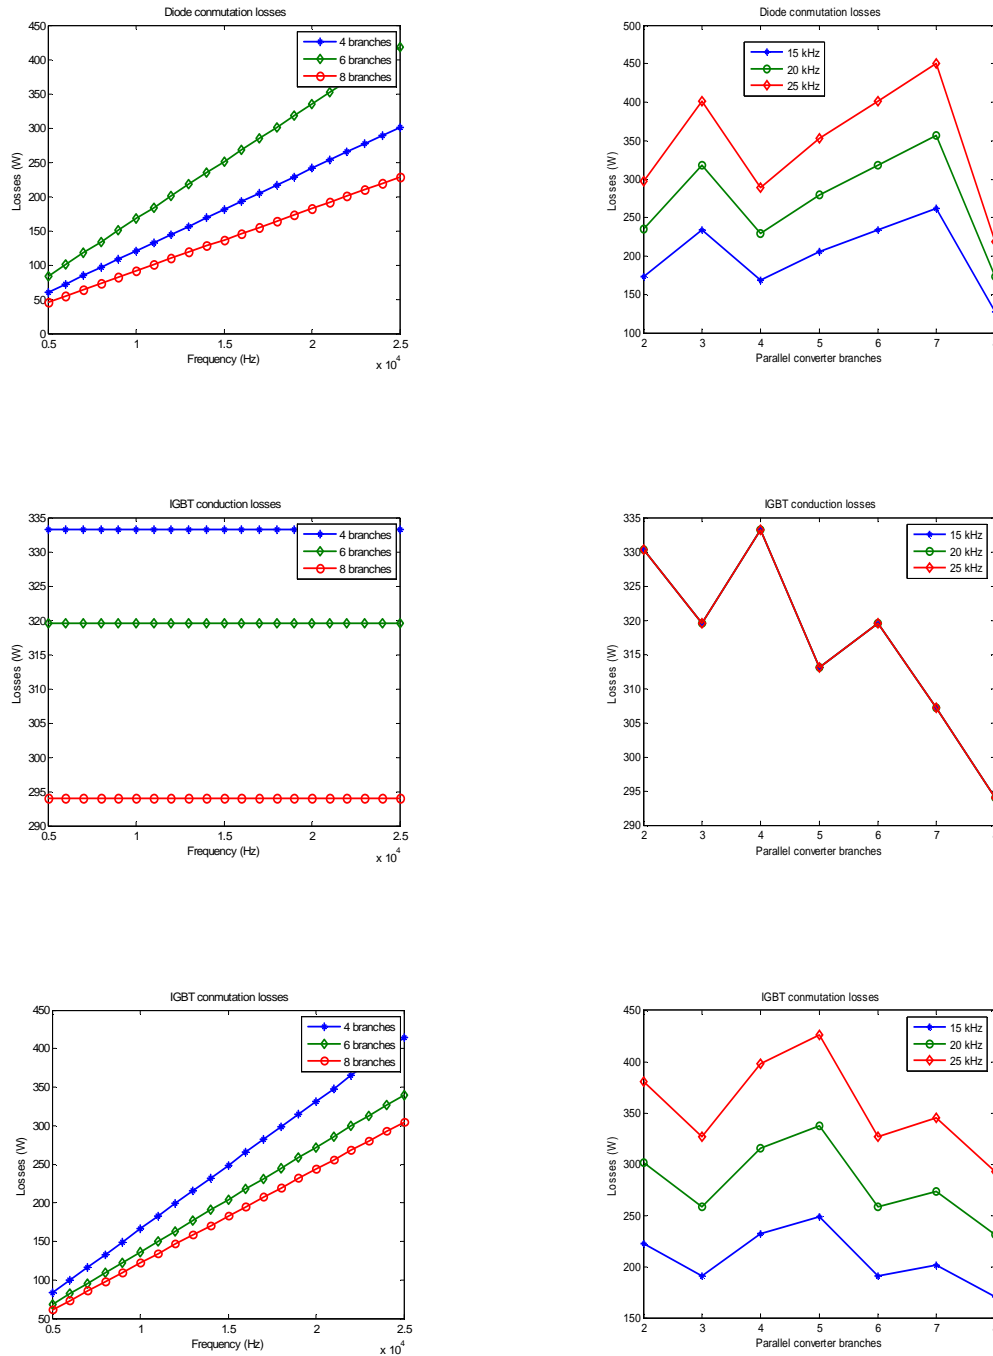 Diode conmutation losses
450
400
350
300
250
200
150
100
50
0
Losses (W)
4 branches
6 branches
8 branches
0.5
1
1.5
2
2.5
Frequency (Hz)
x 10^4
Diode conmutation losses
500
450
400
350
300
250
200
150
100
Losses (W)
15 kHz
20 kHz
25 kHz
2
3
4
5
6
7
Parallel converter branches
IGBT conduction losses
335
330
325
320
315
310
305
300
295
290
Losses (W)
4 branches
6 branches
8 branches
0.5
1
1.5
2
2.5
Frequency (Hz)
x 10^4
IGBT conduction losses
335
330
325
320
315
310
305
300
295
290
Losses (W)
15 kHz
20 kHz
25 kHz
2
3
4
5
6
7
Parallel converter branches
IGBT conmutation losses
450
400
350
300
250
200
150
100
50
Losses (W)
4 branches
6 branches
8 branches
0.5
1
1.5
2
2.5
Frequency (Hz)
x 10^4
IGBT conmutation losses
450
400
350
300
250
200
150
Losses (W)
15 kHz
20 kHz
25 kHz
2
3
4
5
6
7
Parallel converter branches